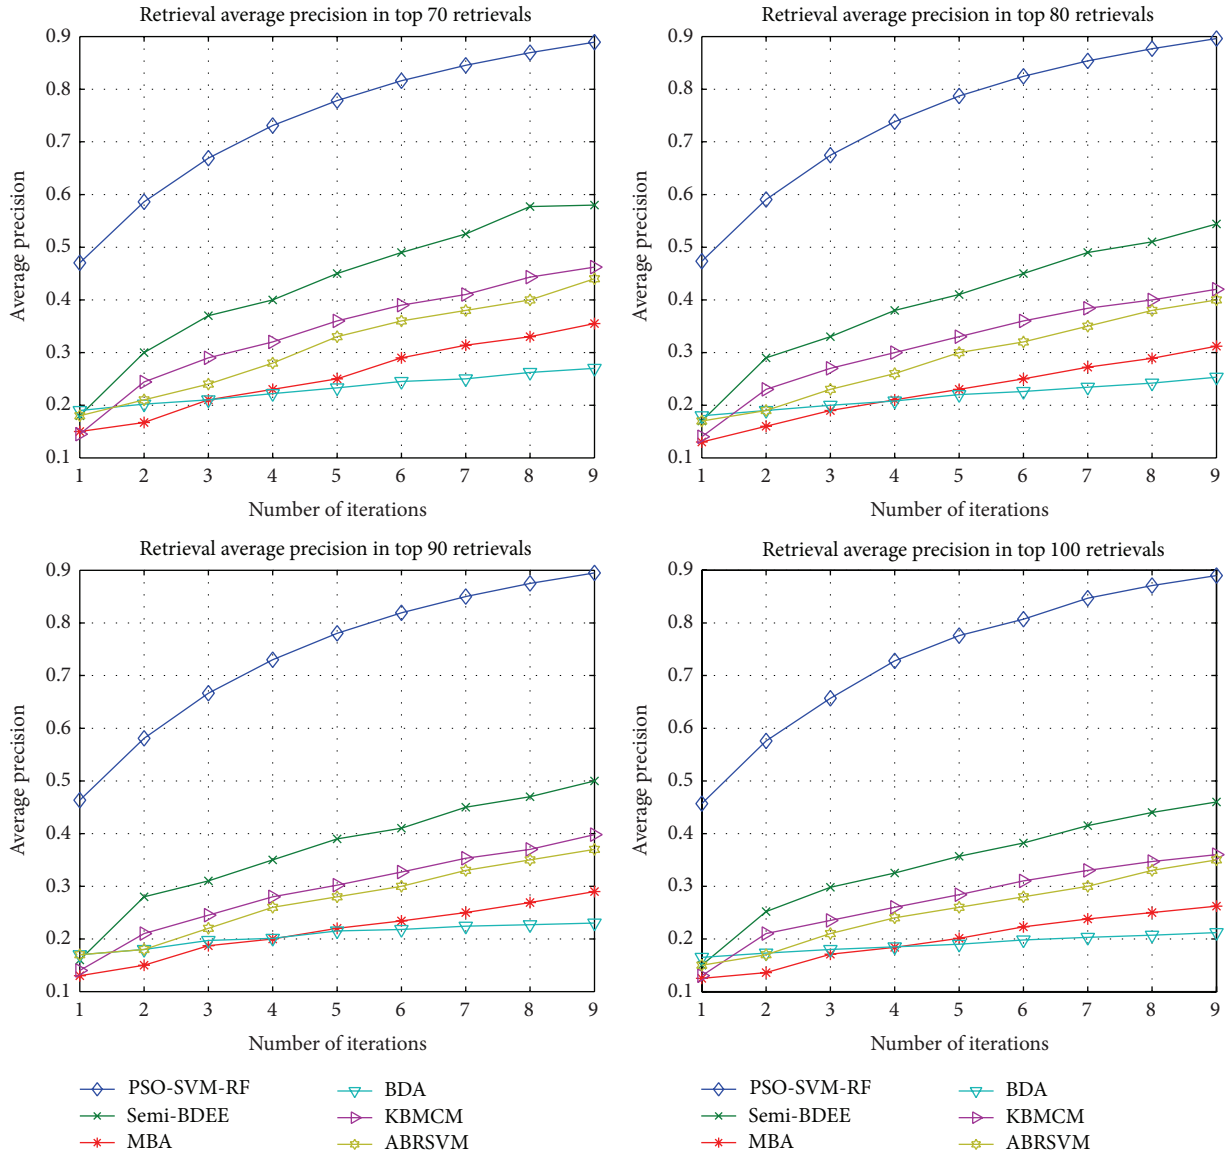 Retrieval average precision in top 70 retrievals
Average precision
0.9
0.8
0.7
0.6
0.5
0.4
0.3
0.2
0.1
1 2 3 4 5 6 7 8 9
Number of iterations
Retrieval average precision in top 80 retrievals
Average precision
0.9
0.8
0.7
0.6
0.5
0.4
0.3
0.2
0.1
1 2 3 4 5 6 7 8 9
Number of iterations
Retrieval average precision in top 90 retrievals
Average precision
0.9
0.8
0.7
0.6
0.5
0.4
0.3
0.2
0.1
1 2 3 4 5 6 7 8 9
Number of iterations
Retrieval average precision in top 100 retrievals
Average precision
0.9
0.8
0.7
0.6
0.5
0.4
0.3
0.2
0.1
1 2 3 4 5 6 7 8 9
Number of iterations
PSO-SVM-RF
Semi-BDEE
MBA
BDA
KBMCM
ABRSVM
PSO-SVM-RF
Semi-BDEE
MBA
BDA
KBMCM
ABRSVM